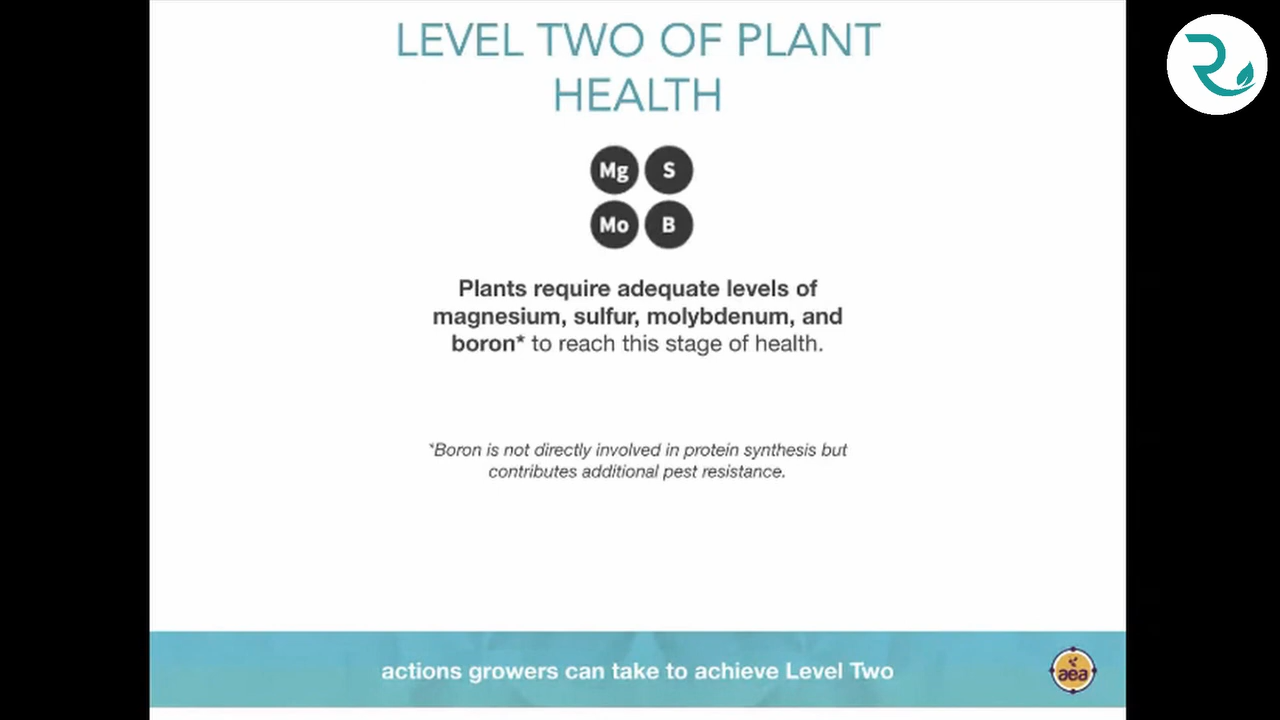 LEVEL TWO OF PLANT
HEALTH
Mg S
Mo B
Plants require adequate levels of
magnesium, sulfur, molybdenum, and
boron* to reach this stage of health.
*Boron is not directly involved in protein synthesis but
contributes additional pest resistance.
actions growers can take to achieve Level Two
aea